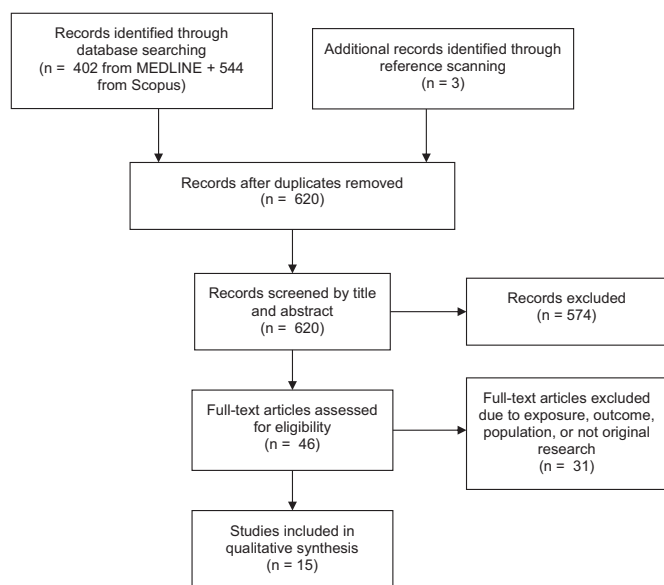 Records identified through
database searching
(n = 402 from MEDLINE + 544
from Scopus)
Additional records identified through
reference scanning
(n = 3)
Records after duplicates removed
(n = 620)
Records screened by title
and abstract
(n = 620)
Records excluded
(n = 574)
Full-text articles assessed
for eligibility
(n = 46)
Full-text articles excluded
due to exposure, outcome,
population, or not original
research
(n = 31)
Studies included in
qualitative synthesis
(n = 15)